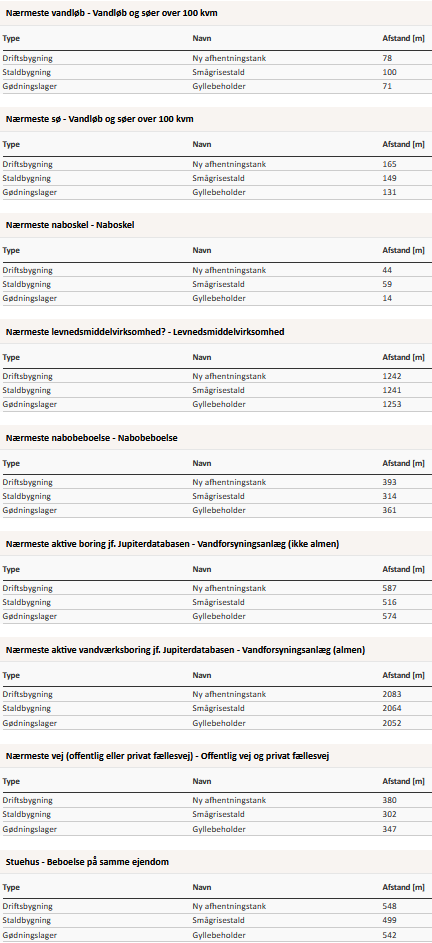 Nærmeste vandløb - Vandløb og søer over 100 kvm
Type Navn Afstand [m]
Driftsbygning Ny afhentningstank 78
Staldbygning Smågrisestald 100
Gødningslager Gyllebeholder 71
Nærmeste sø - Vandløb og søer over 100 kvm
Type Navn Afstand [m]
Driftsbygning Ny afhentningstank 165
Staldbygning Smågrisestald 149
Gødningslager Gyllebeholder 131
Nærmeste naboskel - Naboskel
Type Navn Afstand [m]
Driftsbygning Ny afhentningstank 44
Staldbygning Smågrisestald 59
Gødningslager Gyllebeholder 14
Nærmeste levnedsmiddelvirksomhed? - Levnedsmiddelvirksomhed
Type Navn Afstand [m]
Driftsbygning Ny afhentningstank 1242
Staldbygning Smågrisestald 1241
Gødningslager Gyllebeholder 1253
Nærmeste nabobeboelse - Nabobeboelse
Type Navn Afstand [m]
Driftsbygning Ny afhentningstank 393
Staldbygning Smågrisestald 314
Gødningslager Gyllebeholder 361
Nærmeste aktive boring jf. Jupiterdatabasen - Vandforsyningsanlæg (ikke almen)
Type Navn Afstand [m]
Driftsbygning Ny afhentningstank 587
Staldbygning Smågrisestald 516
Gødningslager Gyllebeholder 574
Nærmeste aktive vandværksboring jf. Jupiterdatabasen - Vandforsyningsanlæg (almen)
Type Navn Afstand [m]
Driftsbygning Ny afhentningstank 2083
Staldbygning Smågrisestald 2064
Gødningslager Gyllebeholder 2052
Nærmeste vej (offentlig eller privat fællesvej) - Offentlig vej og privat fællesvej
Type Navn Afstand [m]
Driftsbygning Ny afhentningstank 380
Staldbygning Smågrisestald 302
Gødningslager Gyllebeholder 347
Stuehus - Beboelse på samme ejendom
Type Navn Afstand [m]
Driftsbygning Ny afhentningstank 548
Staldbygning Smågrisestald 499
Gødningslager Gyllebeholder 542